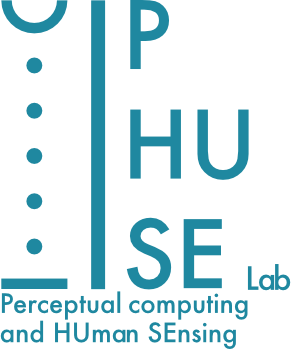 P
HU
SE Lab
Perceptual computing
and HUman SEnsing